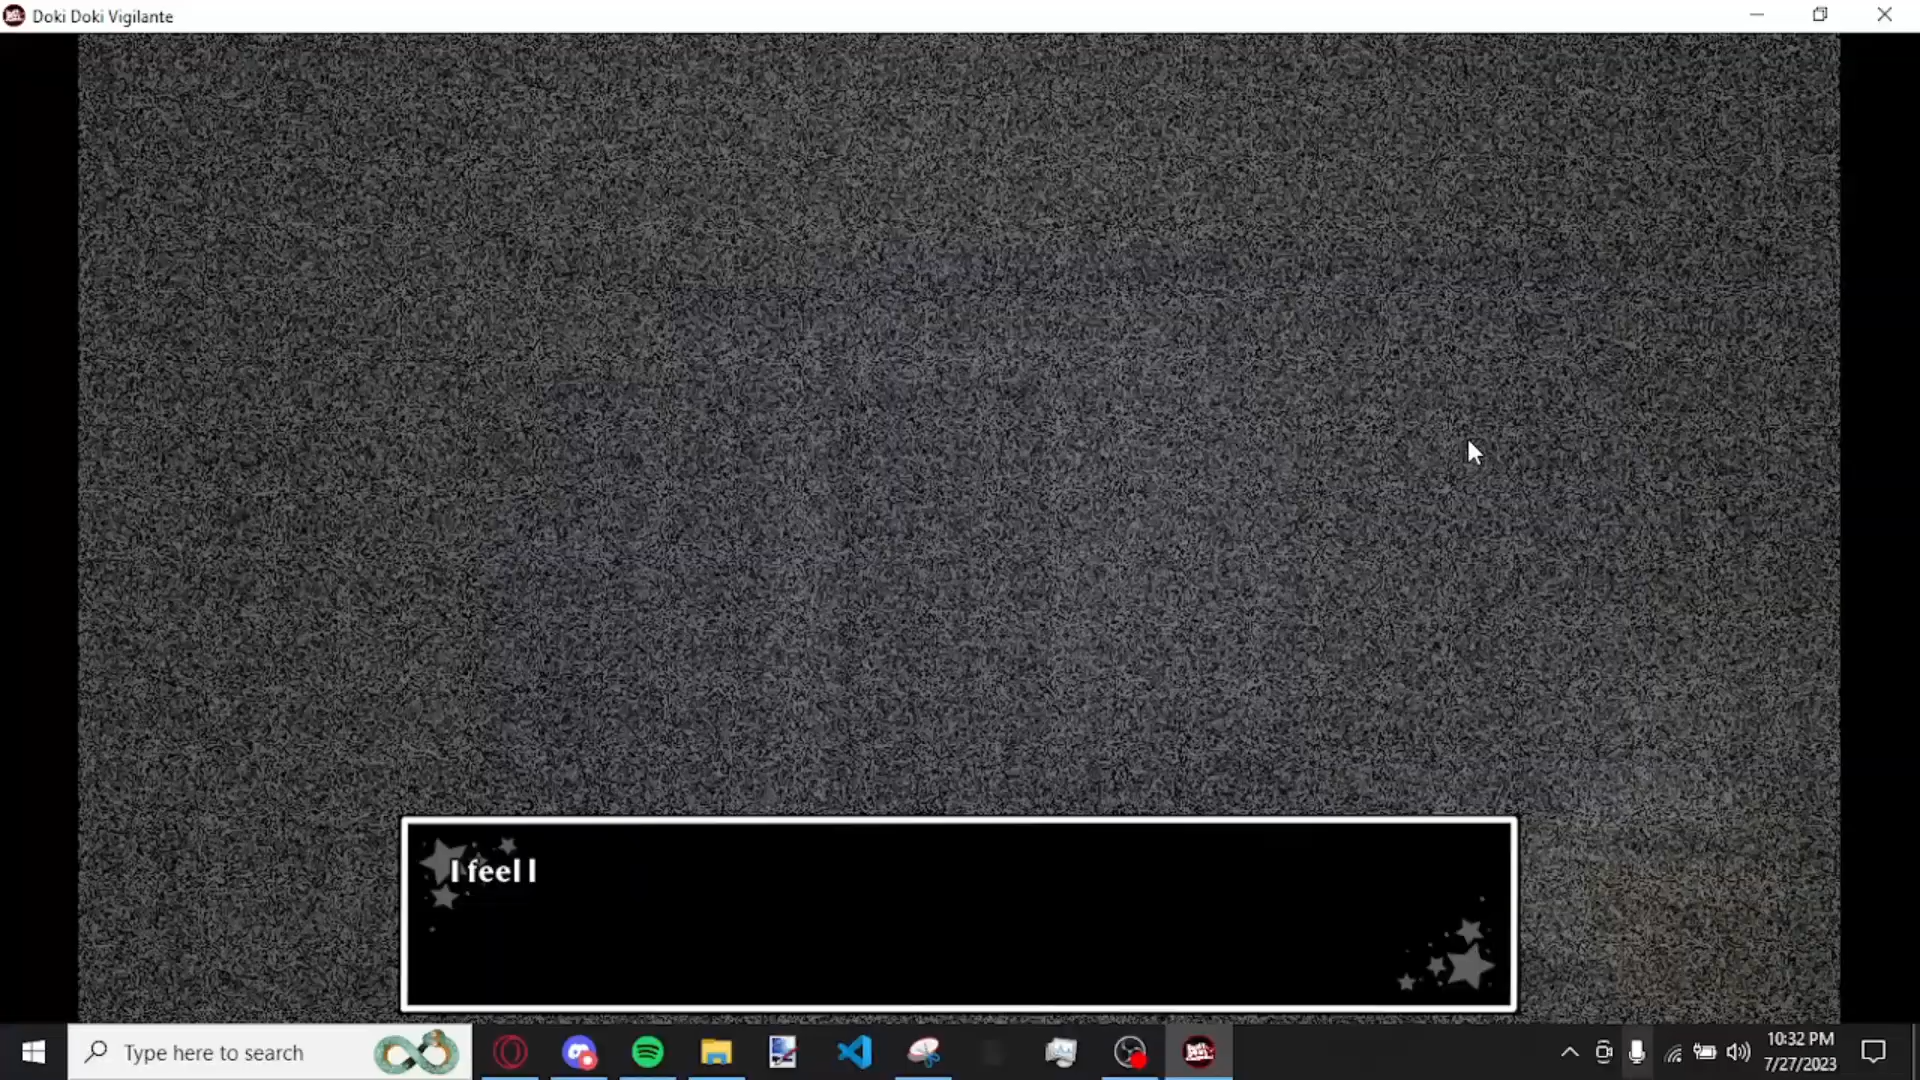 Doki Doki Vigilante
I feel l
Type here to search
10:32 PM
7/27/2023